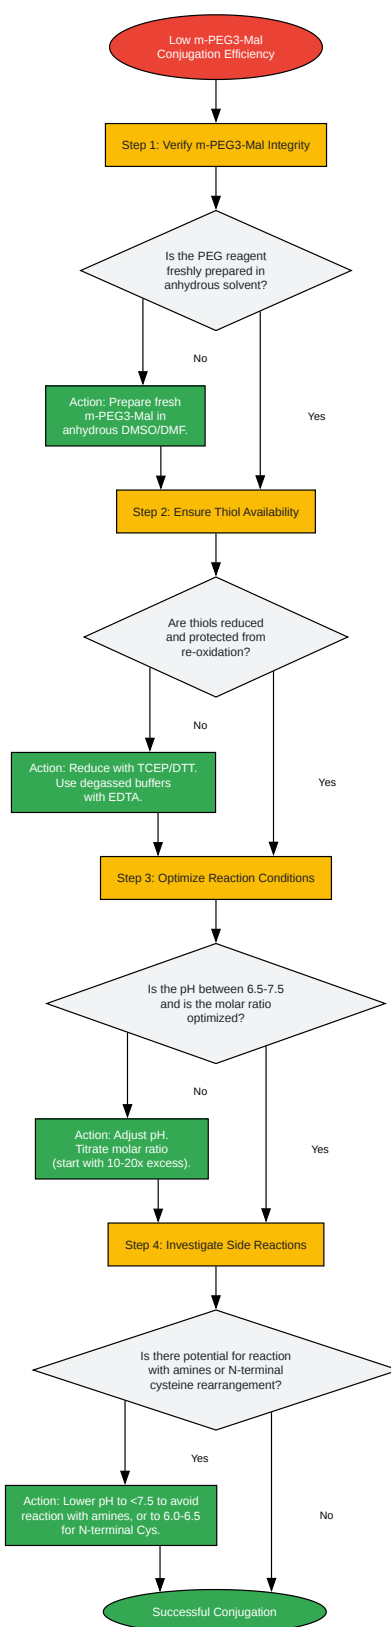 Low m-PEG3-Mal
Conjugation Efficiency
Step 1: Verify m-PEG3-Mal Integrity
Is the PEG reagent
freshly prepared in
anhydrous solvent?
No
Yes
Action: Prepare fresh
m-PEG3-Mal in
anhydrous DMSO/DMF.
Step 2: Ensure Thiol Availability
Are thiols reduced
and protected from
re-oxidation?
No
Yes
Action: Reduce with TCEP/DTT.
Use degassed buffers
with EDTA.
Step 3: Optimize Reaction Conditions
Is the pH between 6.5-7.5
and is the molar ratio
optimized?
No
Yes
Action: Adjust pH.
Titrate molar ratio
(start with 10-20x excess).
Step 4: Investigate Side Reactions
Is there potential for reaction
with amines or N-terminal
cysteine rearrangement?
Yes
No
Action: Lower pH to <7.5 to avoid
reaction with amines, or to 6.0-6.5
for N-terminal Cys.
Successful Conjugation